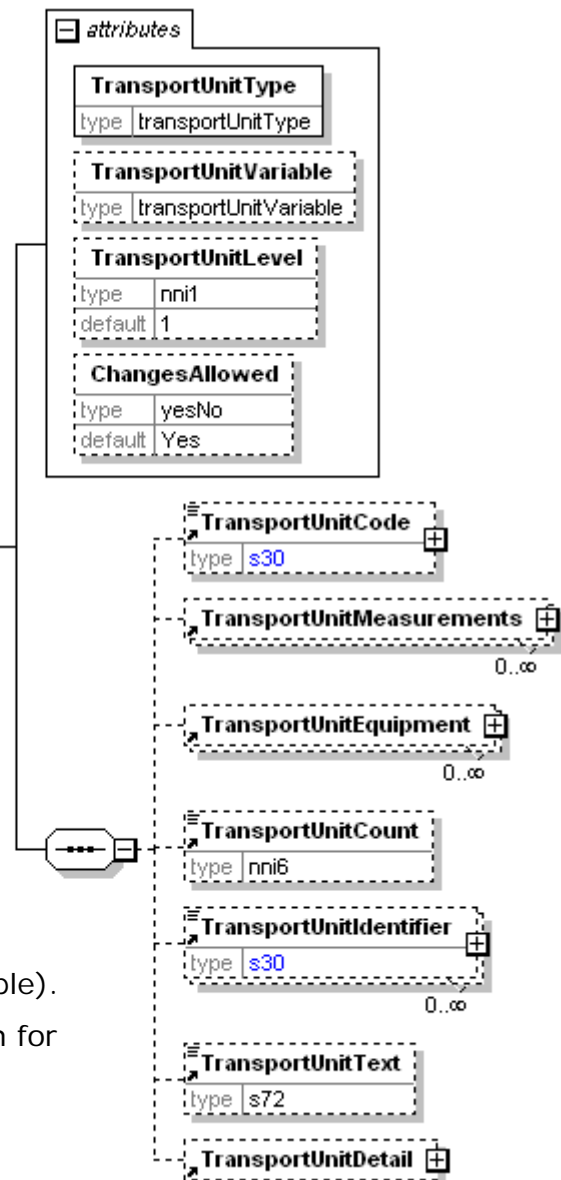 attributes
TransportUnitType
type transportUnitType
TransportUnitVariable
type transportUnitVariable
TransportUnitLevel
type nni1
default 1
ChangesAllowed
type yesNo
default Yes
TransportUnitCode
type s30
TransportUnitMeasurements
0..∞
TransportUnitEquipment
0..∞
TransportUnitCount
type nni6
TransportUnitIdentifier
type s30
0..∞
TransportUnitText
type s72
TransportUnitDetail
ole).
n for